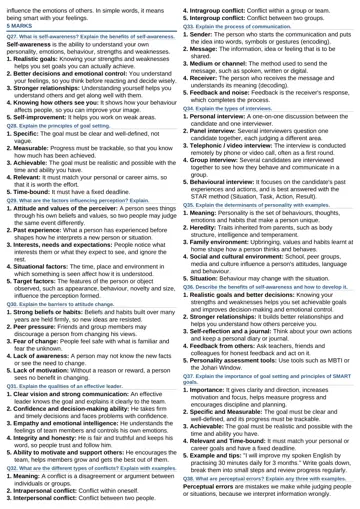 influence of others. In simple words, it means
being smart with your feelings.
5 MARKS
Q27. What is self-awareness? Explain the benefits of self-awareness.
Self-awareness is the ability to understand your own
personality, emotions, behaviour, strengths and weaknesses.
1. Realistic goals: Knowing your strengths and weaknesses
helps you set goals you can actually achieve.
2. Better decisions and emotional control: You understand
your feelings, so you think before reacting and decide wisely.
3. Stronger relationships: Understanding yourself helps you
understand others and get along well with them.
4. Knowing how others see you: It shows how your behaviour
affects people, so you can improve your image.
5. Self-improvement: It helps you work on weak areas.
Q28. Explain the principles of goal setting.
1. Specific: The goal must be clear and well-defined, not
vague.
2. Measurable: Progress must be trackable, so that you know
how much has been achieved.
3. Achievable: The goal must be realistic and possible with the
time and ability you have.
4. Relevant: It must match your personal or career aims, so
that it is worth the effort.
5. Time-bound: It must have a fixed deadline.
Q29. What are the factors influencing perception? Explain.
1. Attitude and values of the perceiver: A person sees things
through his own beliefs and values, so two people may judge
the same event differently.
2. Past experience: What a person has experienced before
shapes how he interprets a new person or situation.
3. Interests, needs and expectations: People notice what
interests them or what they expect to see, and ignore the
rest.
4. Situational factors: The time, place and environment in
which something is seen affect how it is understood.
5. Target factors: The features of the person or object
observed, such as appearance, behaviour, novelty and size,
influence the perception formed.
Q30. Explain the barriers to attitude change.
1. Strong beliefs or habits: Beliefs and habits built over many
years are held firmly, so new ideas are resisted.
2. Peer pressure: Friends and group members may
discourage a person from changing his views.
3. Fear of change: People feel safe with what is familiar and
fear the unknown.
4. Lack of awareness: A person may not know the new facts
or see the need to change.
5. Lack of motivation: Without a reason or reward, a person
sees no benefit in changing.
Q31. Explain the qualities of an effective leader.
1. Clear vision and strong communication: An effective
leader knows the goal and explains it clearly to the team.
2. Confidence and decision-making ability: He takes firm
and timely decisions and faces problems with confidence.
3. Empathy and emotional intelligence: He understands the
feelings of team members and controls his own emotions.
4. Integrity and honesty: He is fair and truthful and keeps his
word, so people trust and follow him.
5. Ability to motivate and support others: He encourages the
team, helps members grow and gets the best out of them.
Q32. What are the different types of conflicts? Explain with examples.
1. Meaning: A conflict is a disagreement or argument between
individuals or groups.
2. Intrapersonal conflict: Conflict within oneself.
3. Interpersonal conflict: Conflict between two people.
4. Intragroup conflict: Conflict within a group or team.
5. Intergroup conflict: Conflict between two groups.
Q33. Explain the process of communication.
1. Sender: The person who starts the communication and puts
the idea into words, symbols or gestures (encoding).
2. Message: The information, idea or feeling that is to be
shared.
3. Medium or channel: The method used to send the
message, such as spoken, written or digital.
4. Receiver: The person who receives the message and
understands its meaning (decoding).
5. Feedback and noise: Feedback is the receiver's response,
which completes the process.
Q34. Explain the types of interviews.
1. Personal interview: A one-on-one discussion between the
candidate and one interviewer.
2. Panel interview: Several interviewers question one
candidate together, each judging a different area.
3. Telephonic / video interview: The interview is conducted
remotely by phone or video call, often as a first round.
4. Group interview: Several candidates are interviewed
together to see how they behave and communicate in a
group.
5. Behavioural interview: It focuses on the candidate's past
experiences and actions, and is best answered with the
STAR method (Situation, Task, Action, Result).
Q35. Explain the determinants of personality with examples.
1. Meaning: Personality is the set of behaviours, thoughts,
emotions and habits that make a person unique.
2. Heredity: Traits inherited from parents, such as body
structure, intelligence and temperament.
3. Family environment: Upbringing, values and habits learnt at
home shape how a person thinks and behaves.
4. Social and cultural environment: School, peer groups,
media and culture influence a person's attitudes, language
and behaviour.
5. Situation: Behaviour may change with the situation.
Q36. Describe the benefits of self-awareness and how to develop it.
1. Realistic goals and better decisions: Knowing your
strengths and weaknesses helps you set achievable goals
and improves decision-making and emotional control.
2. Stronger relationships: It builds better relationships and
helps you understand how others perceive you.
3. Self-reflection and a journal: Think about your own actions
and keep a personal diary or journal.
4. Feedback from others: Ask teachers, friends and
colleagues for honest feedback and act on it.
5. Personality assessment tools: Use tools such as MBTI or
the Johari Window.
Q37. Explain the importance of goal setting and principles of SMART
goals.
1. Importance: It gives clarity and direction, increases
motivation and focus, helps measure progress and
encourages discipline and planning.
2. Specific and Measurable: The goal must be clear and
well-defined, and its progress must be trackable.
3. Achievable: The goal must be realistic and possible with the
time and ability you have.
4. Relevant and Time-bound: It must match your personal or
career goals and have a fixed deadline.
5. Example and tips: "I will improve my spoken English by
practising 30 minutes daily for 3 months." Write goals down,
break them into small steps and review progress regularly.
Q38. What are perceptual errors? Explain any three with examples.
Perceptual errors are mistakes we make while judging people
or situations, because we interpret information wrongly.